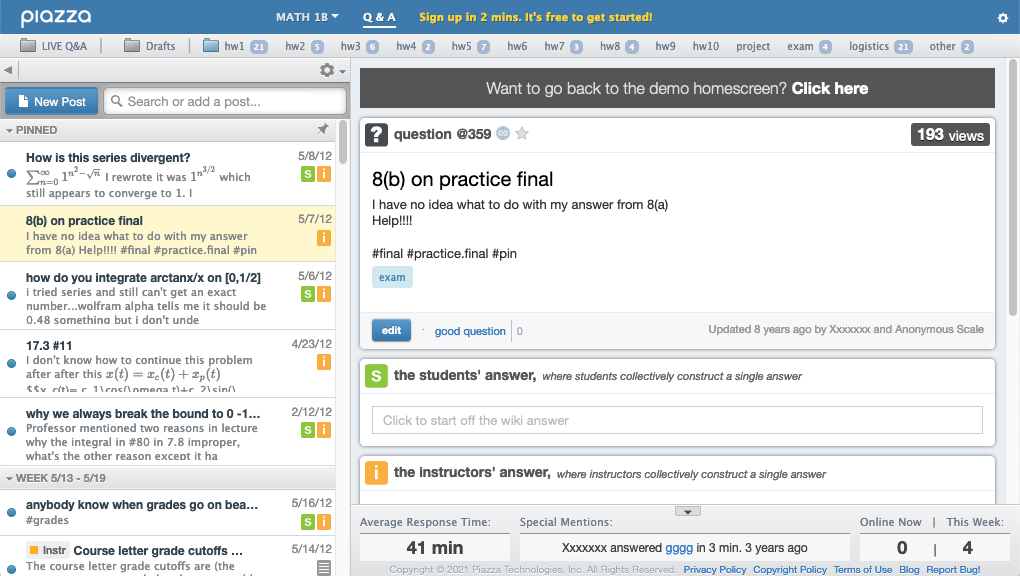 piazza MATH 1B Q & A Sign up in 2 mins. It's free to get started!
LIVE Q&A Drafts hw1 21 hw2 5 hw3 6 hw4 2 hw5 7 hw6 hw7 3 hw8 4 hw9 hw10 project exam 4 logistics 21 other 2
New Post Search or add a post...
PINNED
How is this series divergent? 5/8/12
∑_{n=0}^{∞} 1^{n^2-√n} I rewrote it was 1^{n^{3/2}} which S i
still appears to converge to 1. I
8(b) on practice final 5/7/12
I have no idea what to do with my answer i
from 8(a) Help!!!! #final #practice.final #pin
how do you integrate arctanx/x on [0,1/2] 5/6/12
i tried series and still can't get an exact S i
number...wolfram alpha tells me it should be
0.48 something but i don't unde
17.3 #11 4/23/12
I don't know how to continue this problem i
after after this x(t) = x_c(t) + x_p(t)
$$x_c(t)= c_1\cos(\omega t)+c_2\sin(\
why we always break the bound to 0 -1... 2/12/12
Professor mentioned two reasons in lecture S i
why the integral in #80 in 7.8 improper,
what's the other reason except it ha
WEEK 5/13 - 5/19
anybody know when grades go on bea... 5/16/12
#grades S i
Instr Course letter grade cutoffs ... 5/14/12
The course letter grade cutoffs are (the
Want to go back to the demo homescreen? Click here
? question @359 193 views
8(b) on practice final
I have no idea what to do with my answer from 8(a)
Help!!!!
#final #practice.final #pin
exam
edit · good question 0 Updated 8 years ago by Xxxxxxx and Anonymous Scale
S the students' answer, where students collectively construct a single answer
Click to start off the wiki answer
i the instructors' answer, where instructors collectively construct a single answer
Average Response Time: Special Mentions: Online Now | This Week:
41 min Xxxxxxx answered gggg in 3 min. 3 years ago 0 | 4
Copyright © 2021 Piazza Technologies, Inc. All Rights Reserved. Privacy Policy Copyright Policy Terms of Use Blog Report Bug!